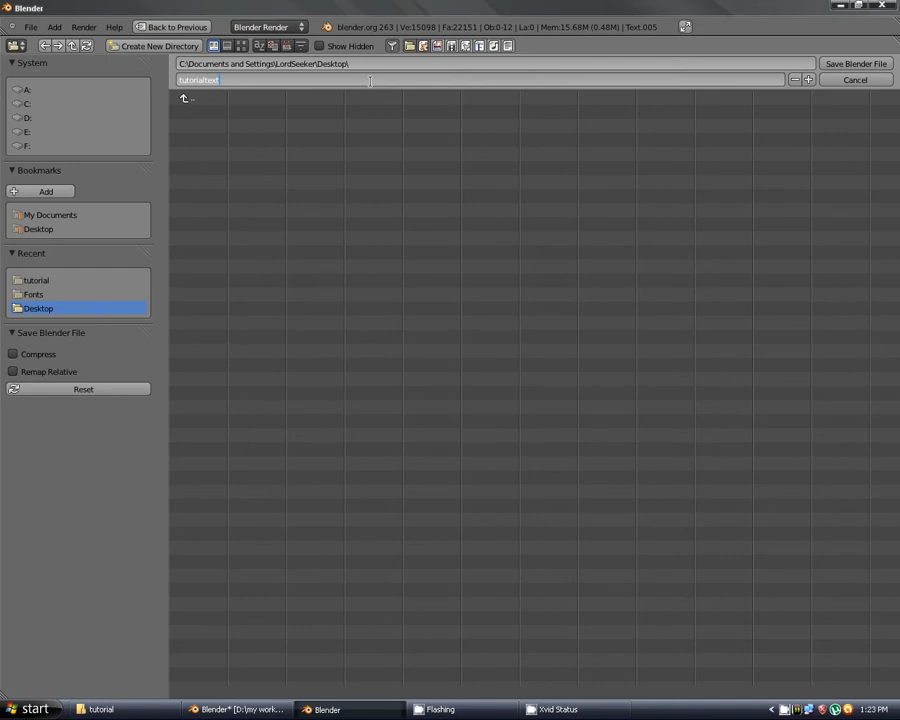 Blender
File Add Render Help Back to Previous Blender Render blender.org 263 | Ve:15098 | Fa:22151 | Ob:0-12 | La:0 | Mem:15.68M (0.48M) | Text.005
Create New Directory Show Hidden
System
C:\Documents and Settings\LordSeeker\Desktop\ Save Blender File
tutorialtext Cancel
..
A:
C:
D:
E:
F:
Bookmarks
Add
My Documents
Desktop
Recent
tutorial
Fonts
Desktop
Save Blender File
Compress
Remap Relative
Reset
start tutorial Blender* [D:\my work... Blender Flashing Xvid Status 1:23 PM